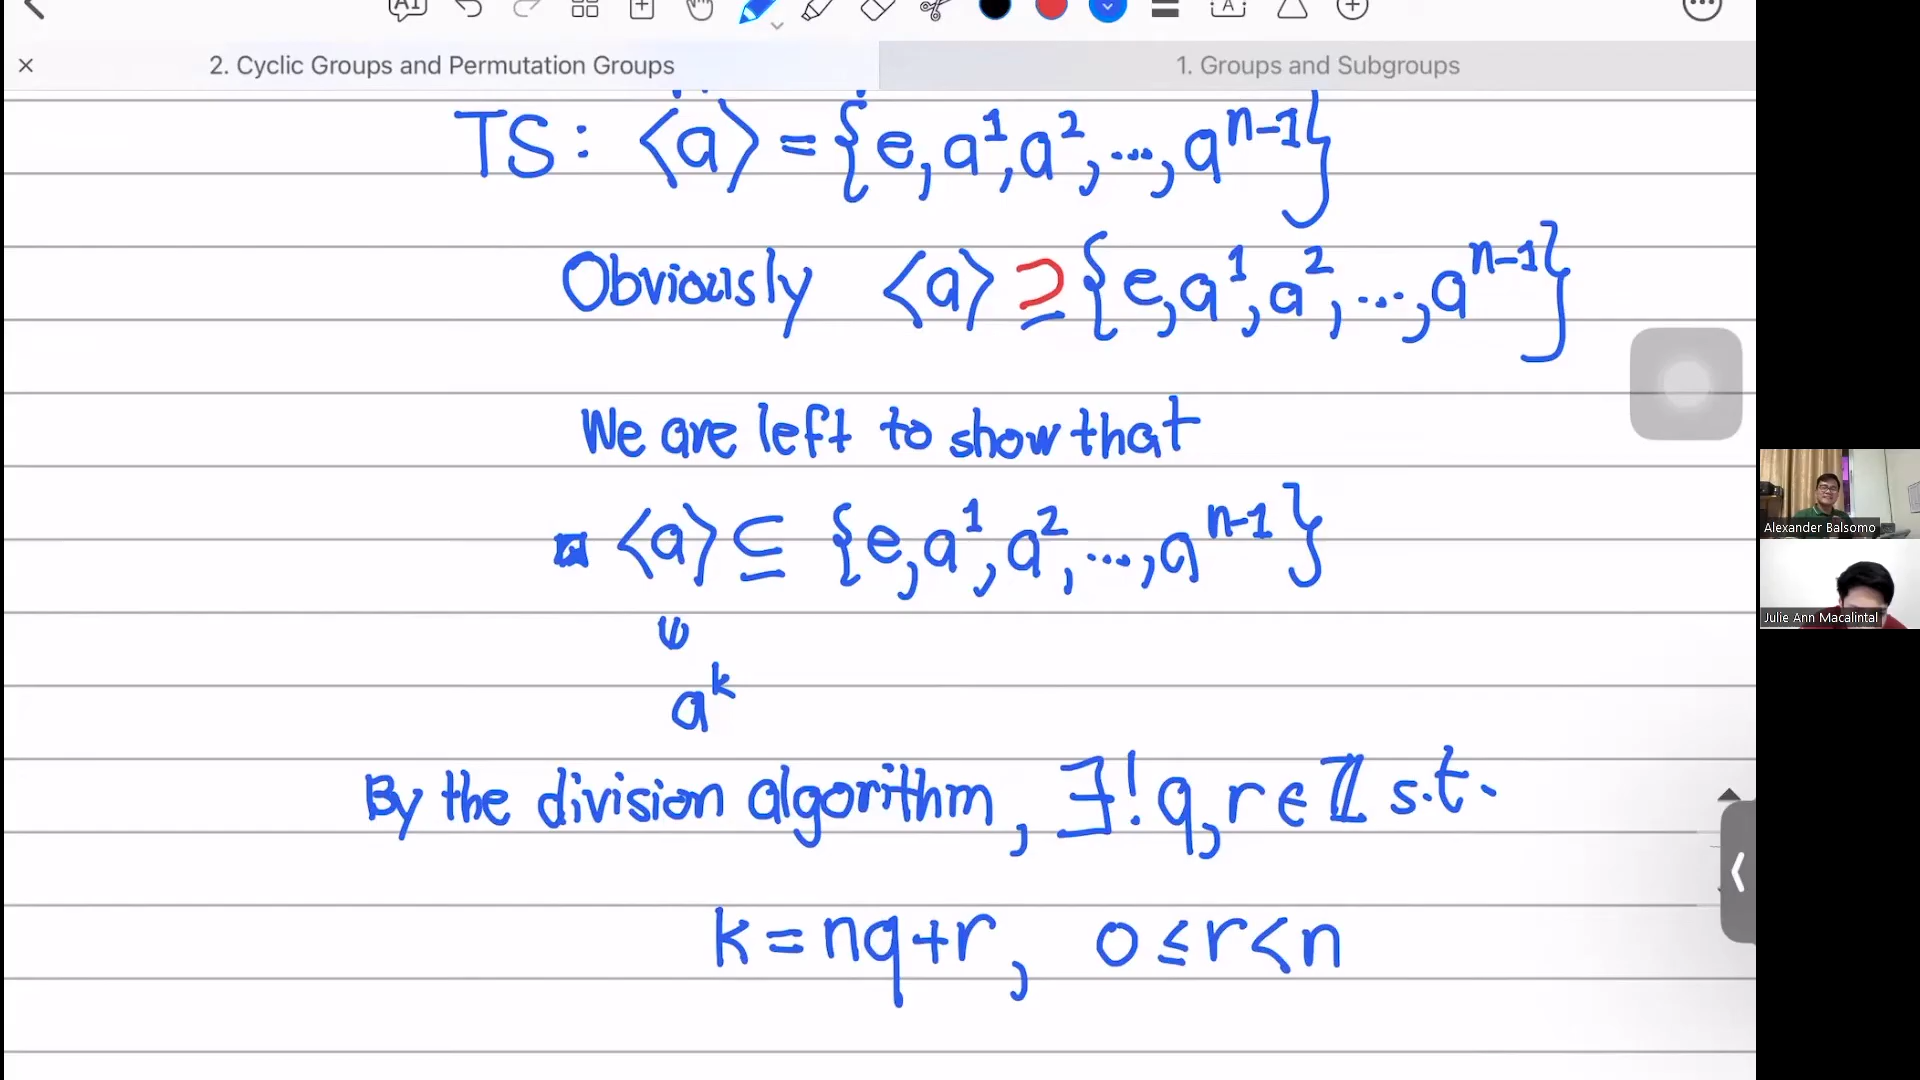 2. Cyclic Groups and Permutation Groups
1. Groups and Subgroups
TS: ⟨a⟩ = {e, a¹, a², ..., aⁿ⁻¹}
Obviously ⟨a⟩ ⊇ {e, a¹, a², ..., aⁿ⁻¹}
We are left to show that
⟨a⟩ ⊆ {e, a¹, a², ..., aⁿ⁻¹}
aᵏ
By the division algorithm, ∃! q, r ∈ ℤ s.t.
k = nq + r, 0 ≤ r < n
Alexander Balsomo
Julie Ann Macalintal